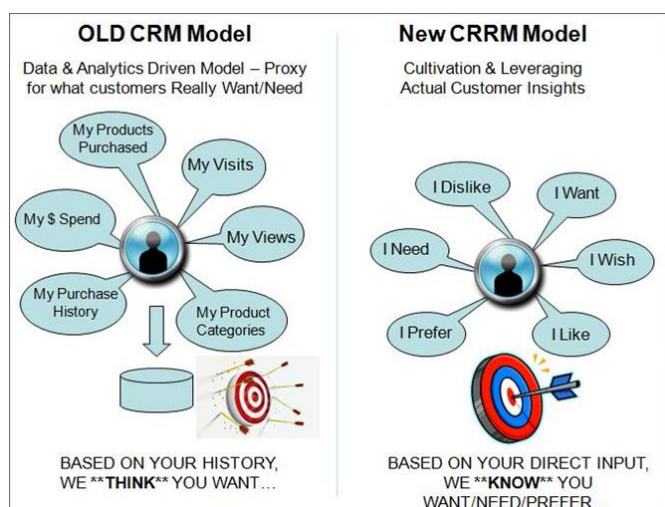 OLD CRM Model
Data & Analytics Driven Model – Proxy
for what customers Really Want/Need
My Products
Purchased
My Visits
My $ Spend
My Views
My Purchase
History
My Product
Categories
BASED ON YOUR HISTORY,
WE **THINK** YOU WANT…
New CRRM Model
Cultivation & Leveraging
Actual Customer Insights
I Dislike
I Want
I Need
I Wish
I Prefer
I Like
BASED ON YOUR DIRECT INPUT,
WE **KNOW** YOU
WANT/NEED/PREFER...